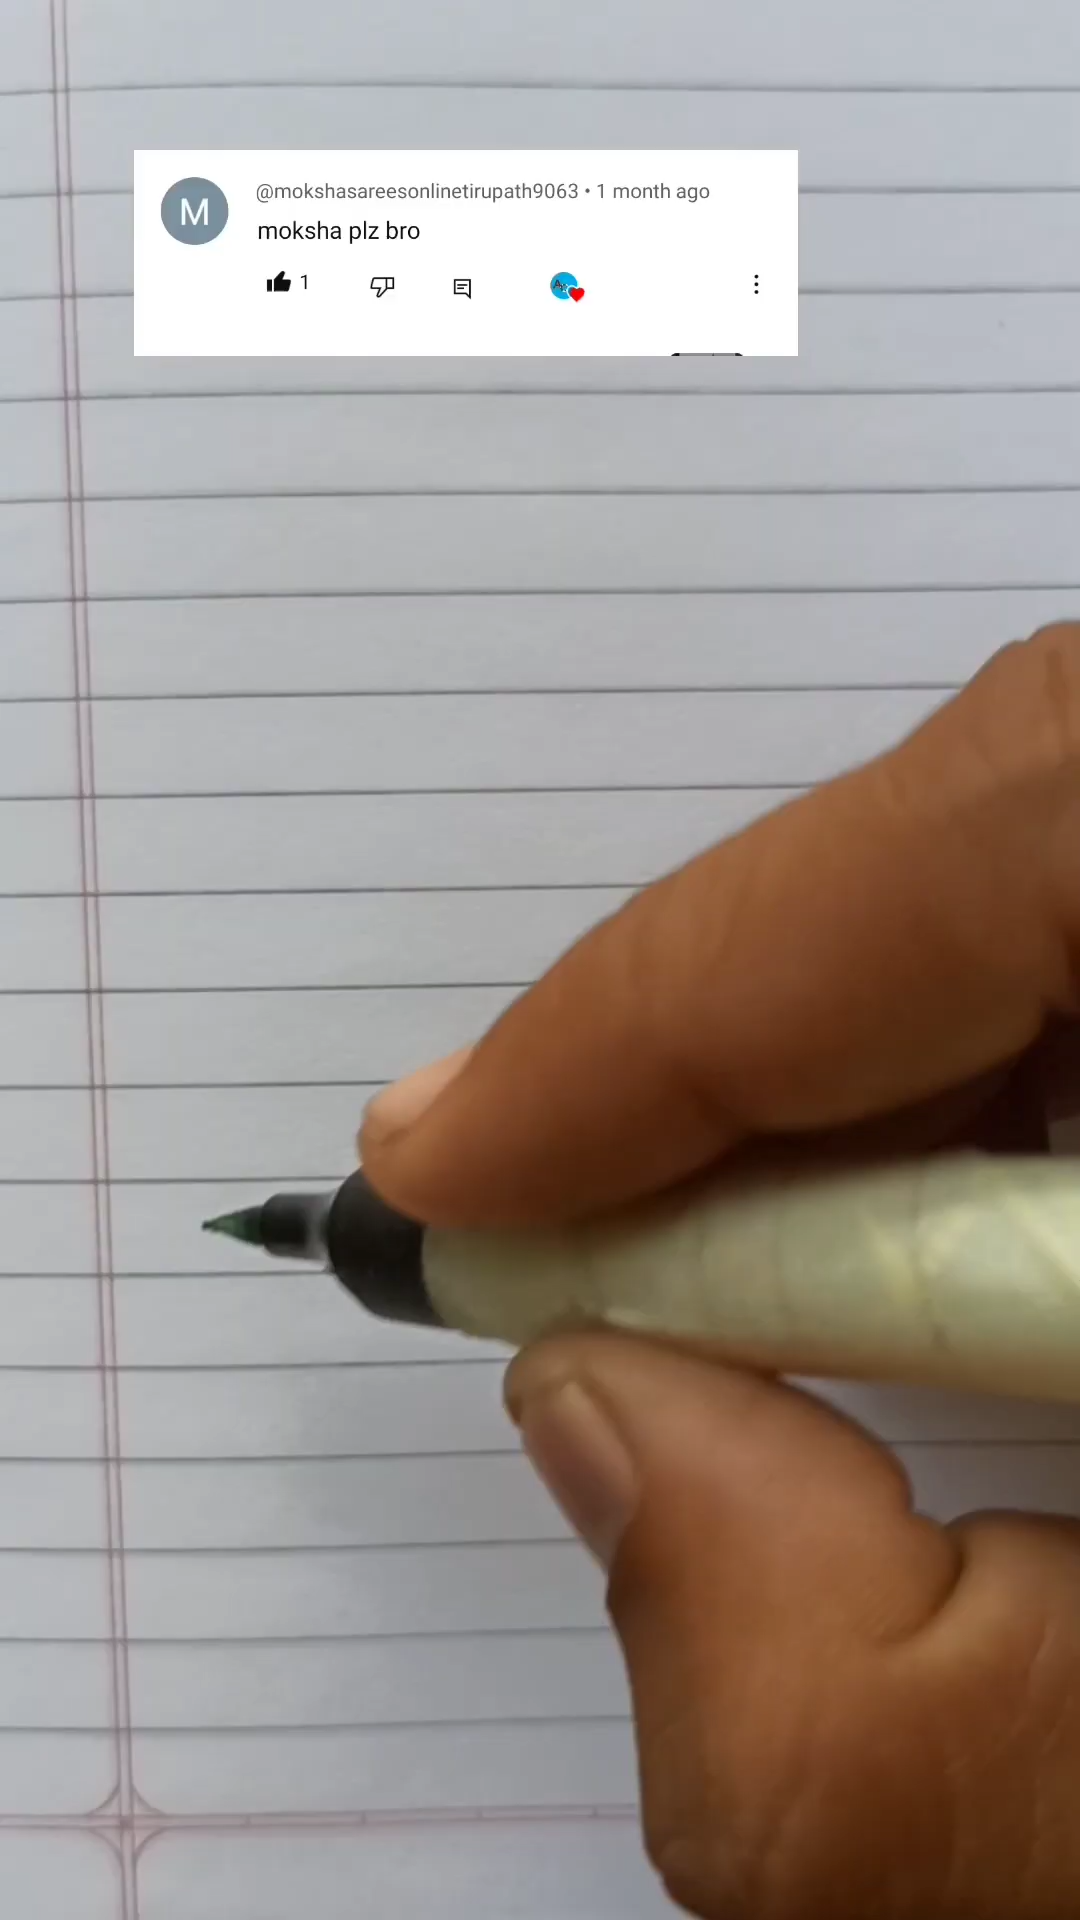 M
@mokshasareesonlinetirupath9063 • 1 month ago
moksha plz bro
1